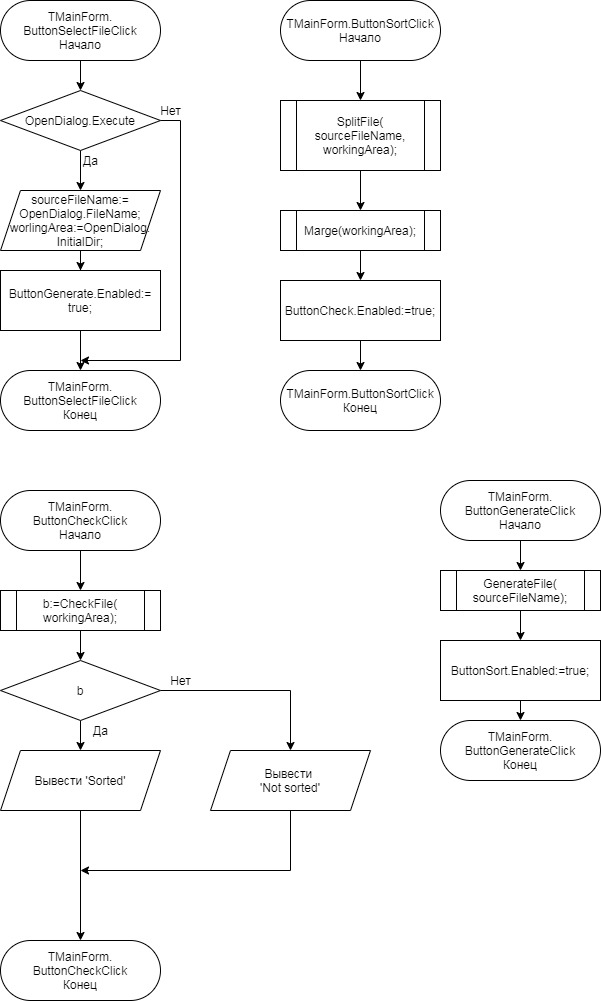 TMainForm.
ButtonSelectFileClick
Начало
OpenDialog.Execute
Нет
Да
sourceFileName:=
OpenDialog.FileName;
worlingArea:=OpenDialog.
InitialDir;
ButtonGenerate.Enabled:=
true;
TMainForm.
ButtonSelectFileClick
Конец
TMainForm.ButtonSortClick
Начало
SplitFile(
sourceFileName,
workingArea);
Marge(workingArea);
ButtonCheck.Enabled:=true;
TMainForm.ButtonSortClick
Конец
TMainForm.
ButtonCheckClick
Начало
b:=CheckFile(
workingArea);
b
Нет
Да
Вывести 'Sorted'
Вывести
'Not sorted'
TMainForm.
ButtonCheckClick
Конец
TMainForm.
ButtonGenerateClick
Начало
GenerateFile(
sourceFileName);
ButtonSort.Enabled:=true;
TMainForm.
ButtonGenerateClick
Конец